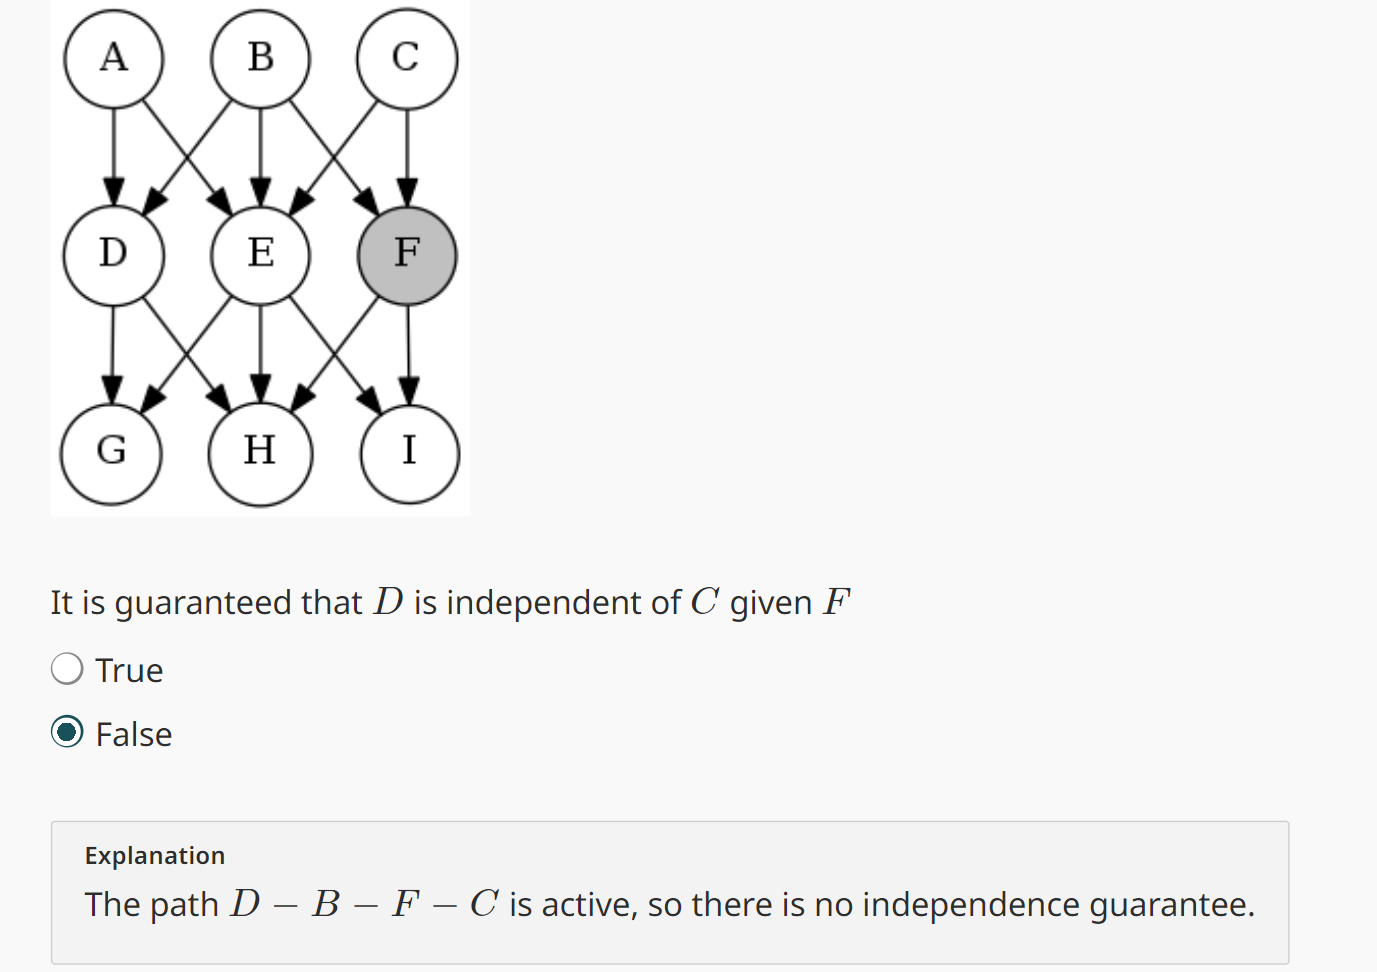 A B C
D E F
G H I
It is guaranteed that D is independent of C given F
True
False
Explanation
The path D – B – F – C is active, so there is no independence guarantee.